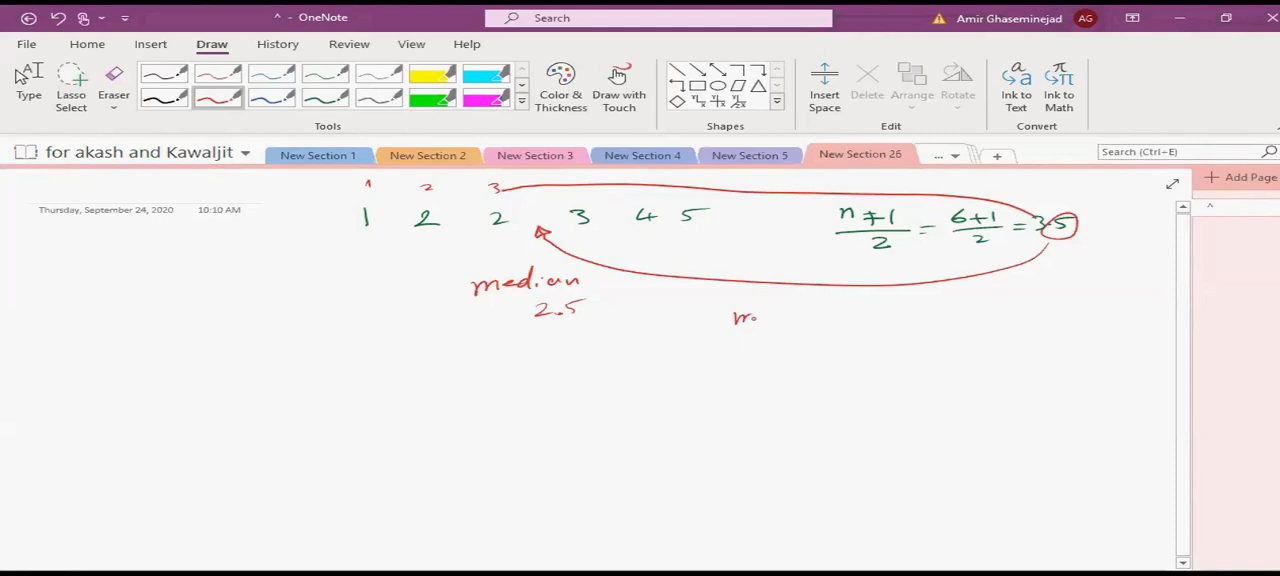 ^ - OneNote
Search
Amir Ghaseminejad AG
File Home Insert Draw History Review View Help
Type Lasso Select Eraser
Color & Thickness Draw with Touch
Insert Space Delete Arrange Rotate
Ink to Text Ink to Math
Tools Shapes Edit Convert
for akash and Kawaljit New Section 1 New Section 2 New Section 3 New Section 4 New Section 5 New Section 26 ... +
Search (Ctrl+E)
Add Page
Thursday, September 24, 2020 10:10 AM
1 2 3
1 2 2 3 4 5
n+1/2 = 6+1/2 = 3.5
median
2.5